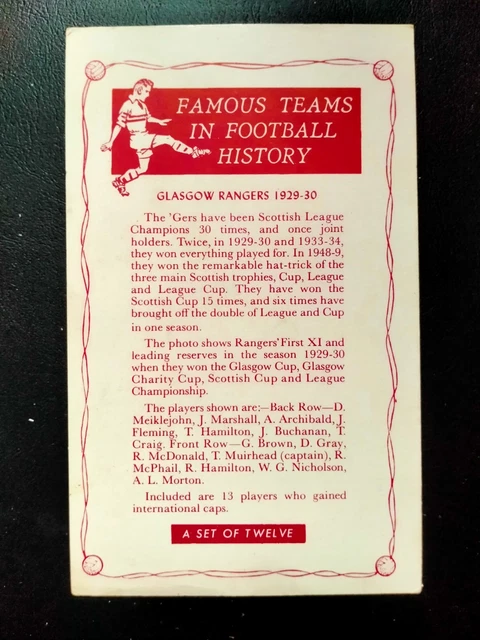 FAMOUS TEAMS
IN FOOTBALL
HISTORY
GLASGOW RANGERS 1929-30
The 'Gers have been Scottish League
Champions 30 times, and once joint
holders. Twice, in 1929-30 and 1933-34,
they won everything played for. In 1948-9,
they won the remarkable hat-trick of the
three main Scottish trophies, Cup, League
and League Cup. They have won the
Scottish Cup 15 times, and six times have
brought off the double of League and Cup
in one season.
The photo shows Rangers' First XI and
leading reserves in the season 1929-30
when they won the Glasgow Cup, Glasgow
Charity Cup, Scottish Cup and League
Championship.
The players shown are:—Back Row—D.
Meiklejohn, J. Marshall, A. Archibald, J.
Fleming, T. Hamilton, J. Buchanan, T.
Craig. Front Row—G. Brown, D. Gray,
R. McDonald, T. Muirhead (captain), R.
McPhail, R. Hamilton, W. G. Nicholson,
A. L. Morton.
Included are 13 players who gained
international caps.
A SET OF TWELVE